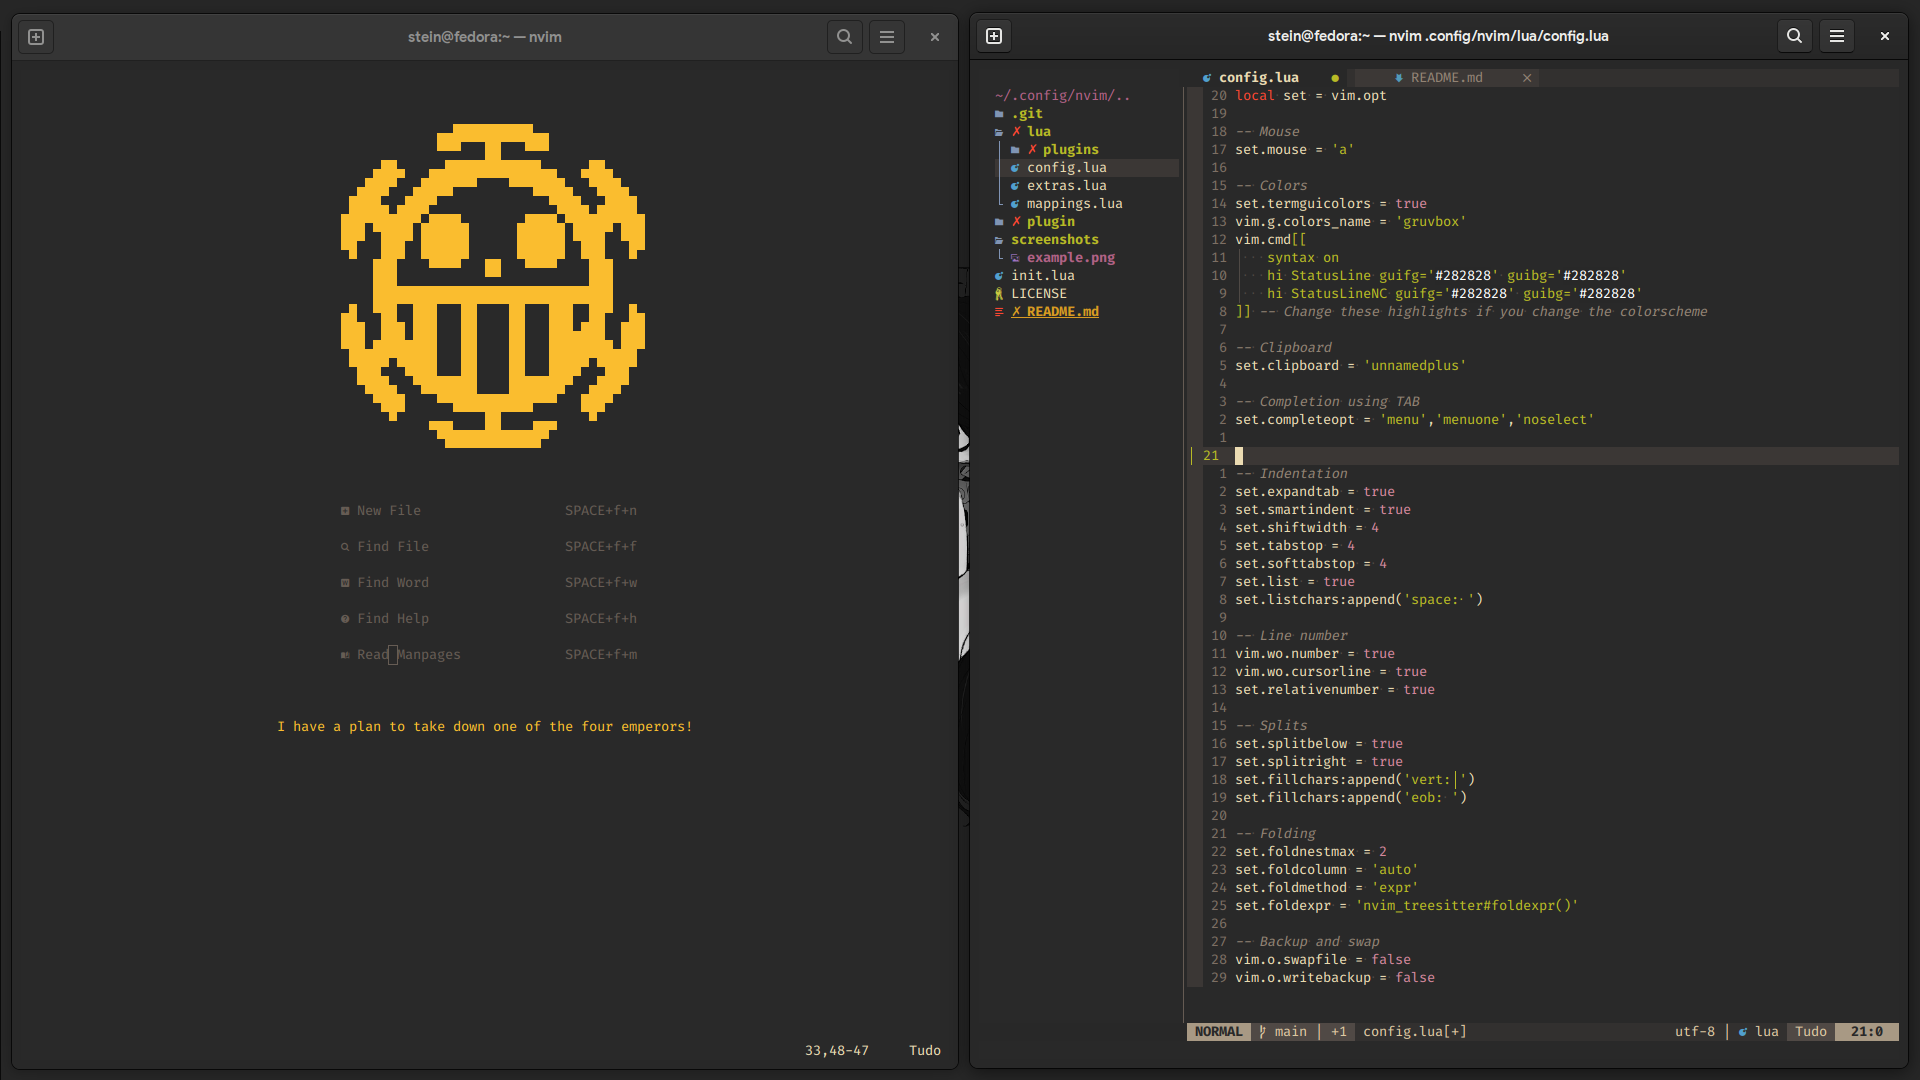 stein@fedora:~ — nvim
New File SPACE+f+n
Find File SPACE+f+f
Find Word SPACE+f+w
Find Help SPACE+f+h
Read Manpages SPACE+f+m
I have a plan to take down one of the four emperors!
33,48-47 Tudo
stein@fedora:~ — nvim .config/nvim/lua/config.lua
~/.config/nvim/..
.git
✗ lua
✗ plugins
config.lua
extras.lua
mappings.lua
✗ plugin
screenshots
example.png
init.lua
LICENSE
✗ README.md
config.lua ● README.md ×
20 local set = vim.opt
19
18 -- Mouse
17 set.mouse = 'a'
16
15 -- Colors
14 set.termguicolors = true
13 vim.g.colors_name = 'gruvbox'
12 vim.cmd[[
11 syntax on
10 hi StatusLine guifg='#282828' guibg='#282828'
9 hi StatusLineNC guifg='#282828' guibg='#282828'
8 ]] -- Change these highlights if you change the colorscheme
7
6 -- Clipboard
5 set.clipboard = 'unnamedplus'
4
3 -- Completion using TAB
2 set.completeopt = 'menu','menuone','noselect'
1
21
1 -- Indentation
2 set.expandtab = true
3 set.smartindent = true
4 set.shiftwidth = 4
5 set.tabstop = 4
6 set.softtabstop = 4
7 set.list = true
8 set.listchars:append('space:·')
9
10 -- Line number
11 vim.wo.number = true
12 vim.wo.cursorline = true
13 set.relativenumber = true
14
15 -- Splits
16 set.splitbelow = true
17 set.splitright = true
18 set.fillchars:append('vert:│')
19 set.fillchars:append('eob: ')
20
21 -- Folding
22 set.foldnestmax = 2
23 set.foldcolumn = 'auto'
24 set.foldmethod = 'expr'
25 set.foldexpr = 'nvim_treesitter#foldexpr()'
26
27 -- Backup and swap
28 vim.o.swapfile = false
29 vim.o.writebackup = false
NORMAL main | +1 config.lua[+] utf-8 | lua Tudo 21:0